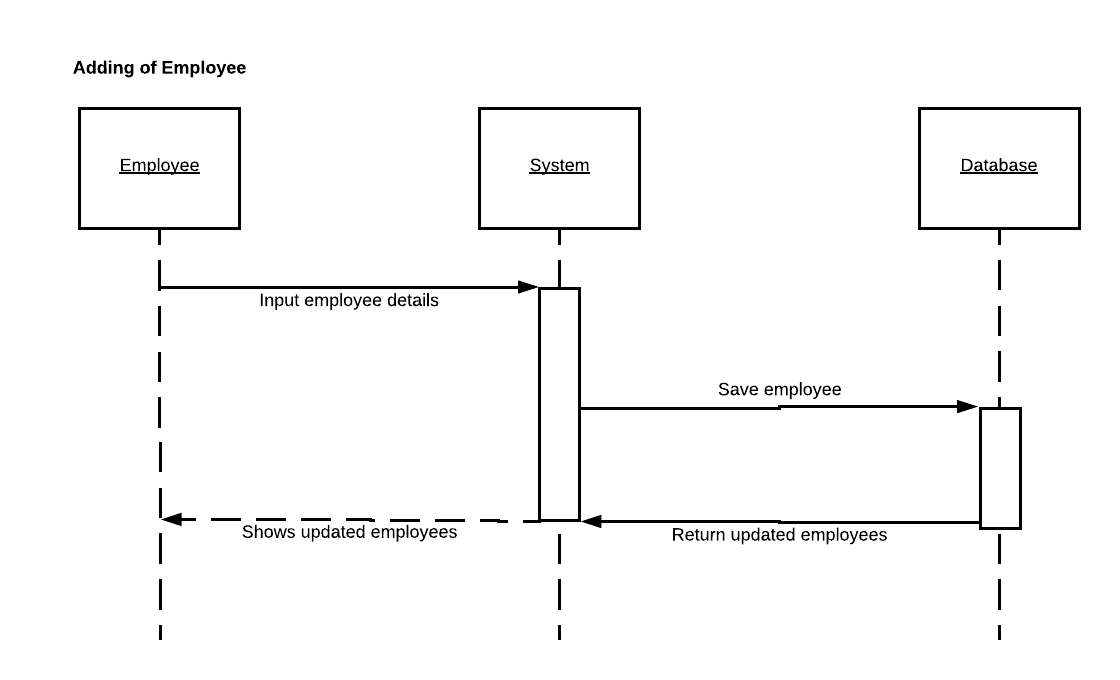 Adding of Employee
Employee
System
Database
Input employee details
Save employee
Shows updated employees
Return updated employees